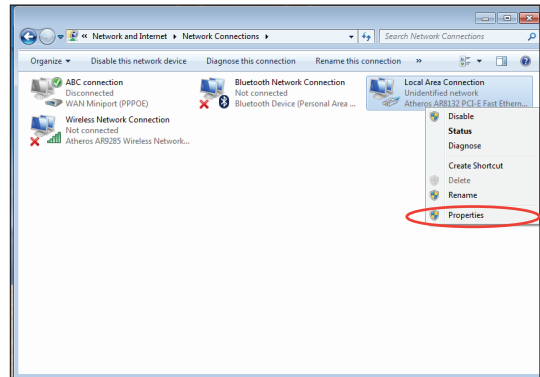 « Network and Internet ▸ Network Connections ▸
Search Network Connections
Organize ▾ Disable this network device Diagnose this connection Rename this connection »
ABC connection
Disconnected
WAN Miniport (PPPOE)
Bluetooth Network Connection
Not connected
Bluetooth Device (Personal Area ...
Local Area Connection
Unidentified network
Atheros AR8132 PCI-E Fast Ethern...
Wireless Network Connection
Not connected
Atheros AR9285 Wireless Network...
Disable
Status
Diagnose
Create Shortcut
Delete
Rename
Properties